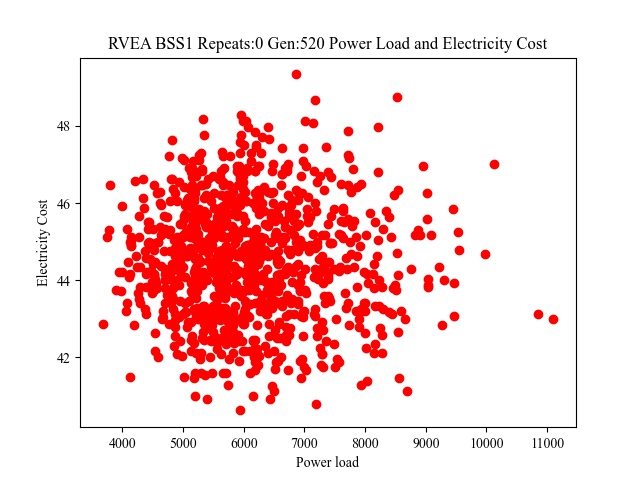 RVEA BSS1 Repeats:0 Gen:520 Power Load and Electricity Cost
48
46
44
42
Electricity Cost
4000 5000 6000 7000 8000 9000 10000 11000
Power load